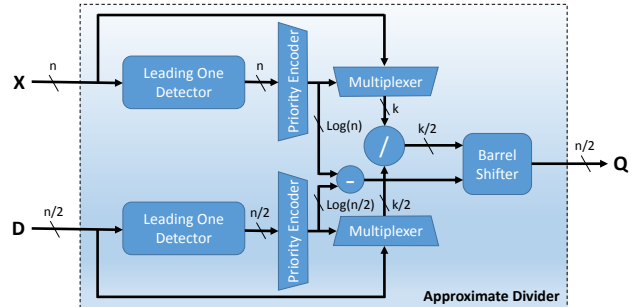 n
X
Leading One
Detector
n
Priority Encoder
Multiplexer
k
Log(n)
/
k/2
-
Barrel
Shifter
n/2
Q
n/2
D
Leading One
Detector
n/2
Priority Encoder
Log(n/2)
k/2
Multiplexer
Approximate Divider